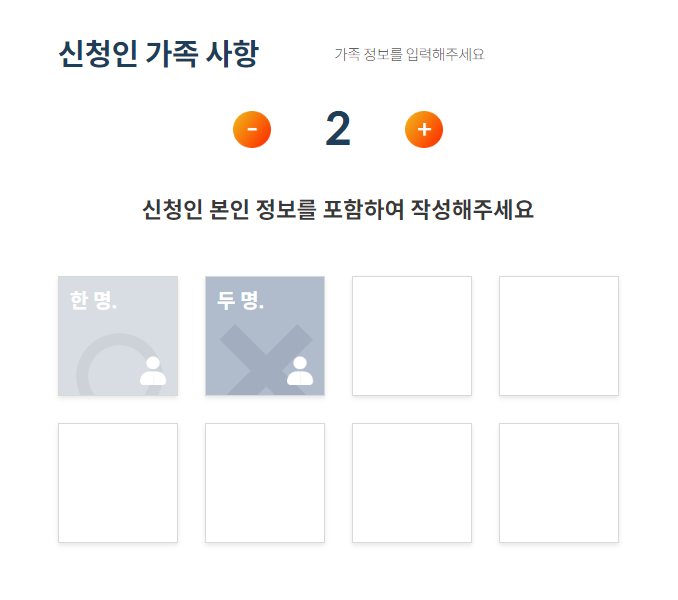 신청인 가족 사항
가족 정보를 입력해주세요
- 2 +
신청인 본인 정보를 포함하여 작성해주세요
한 명.
두 명.